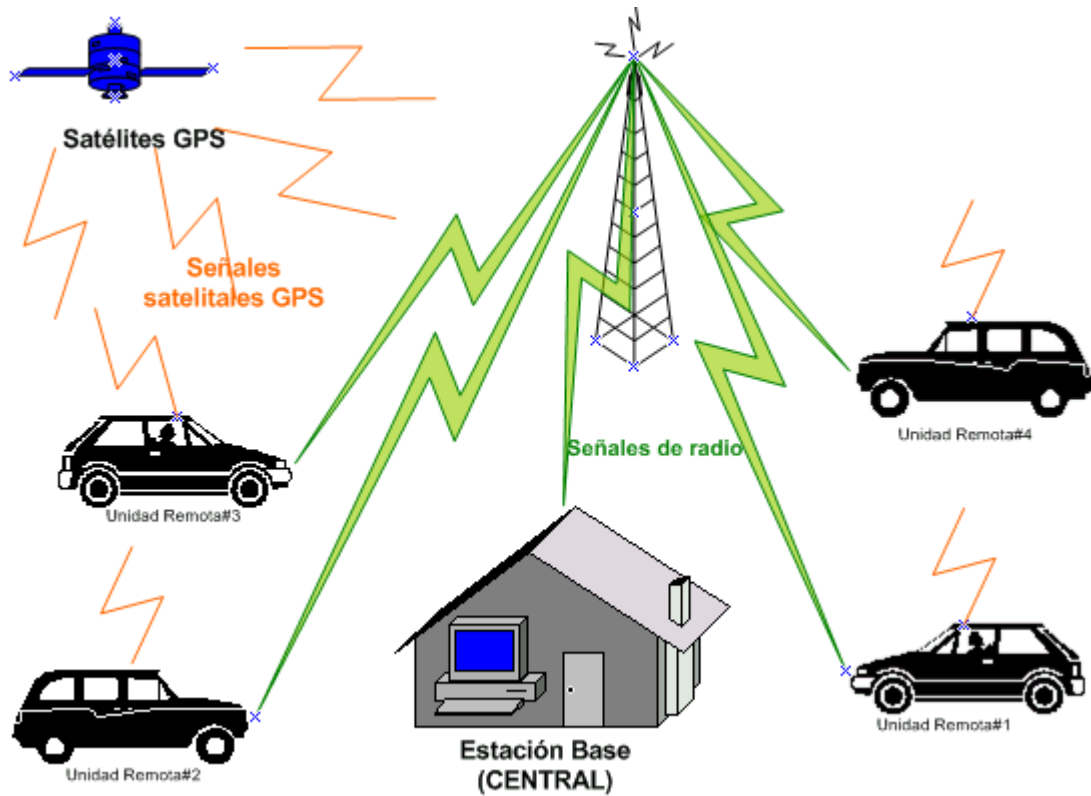 Satélites GPS
Señales
satelitales GPS
Unidad Remota#4
Señales de radio
Unidad Remota#3
Unidad Remota#1
Estación Base
(CENTRAL)
Unidad Remota#2